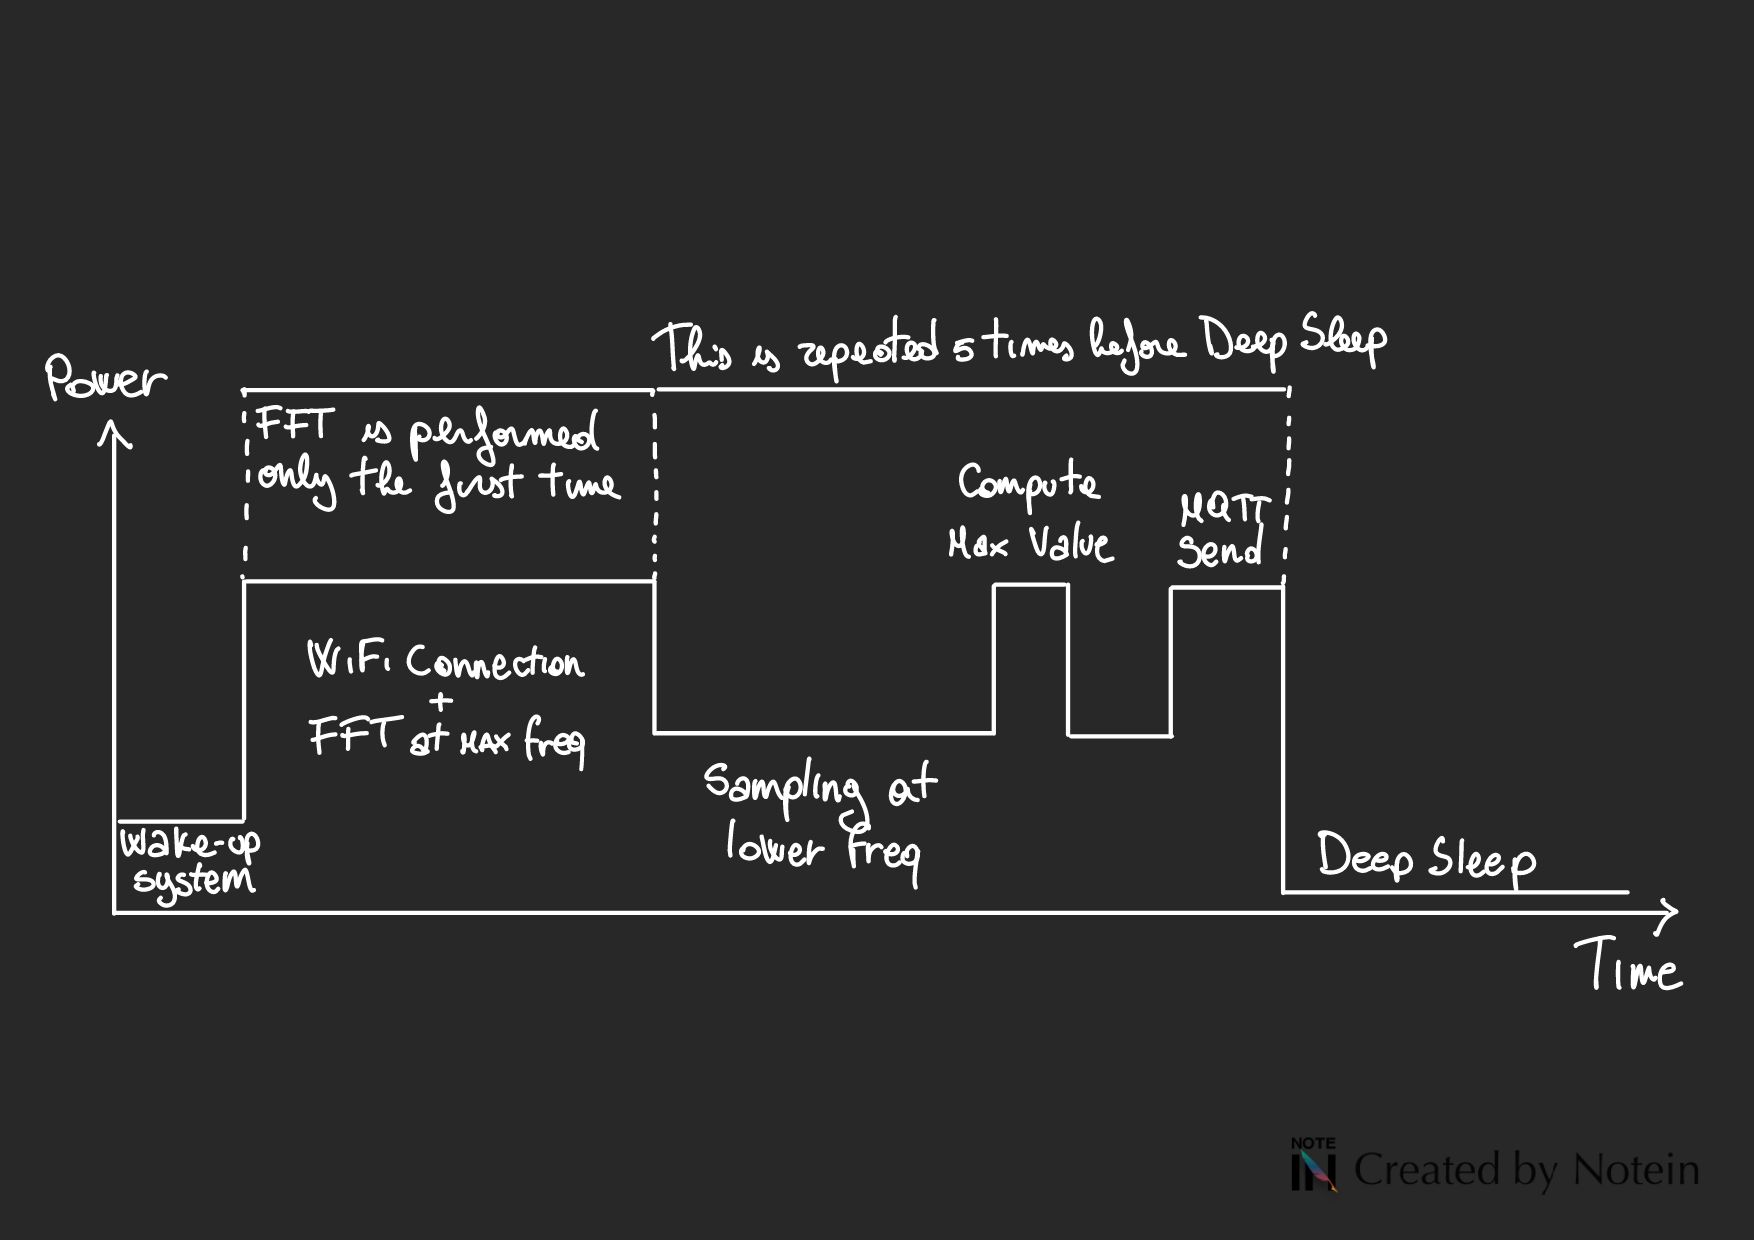 This is repeated 5 times before Deep Sleep
Power
FFT is performed
only the first time
Compute
Max Value
MQTT
Send
WiFi Connection
+
FFT at MAX freq
Sampling at
lower Freq
Wake-up
system
Deep Sleep
Time
NOTE
IN Created by Notein